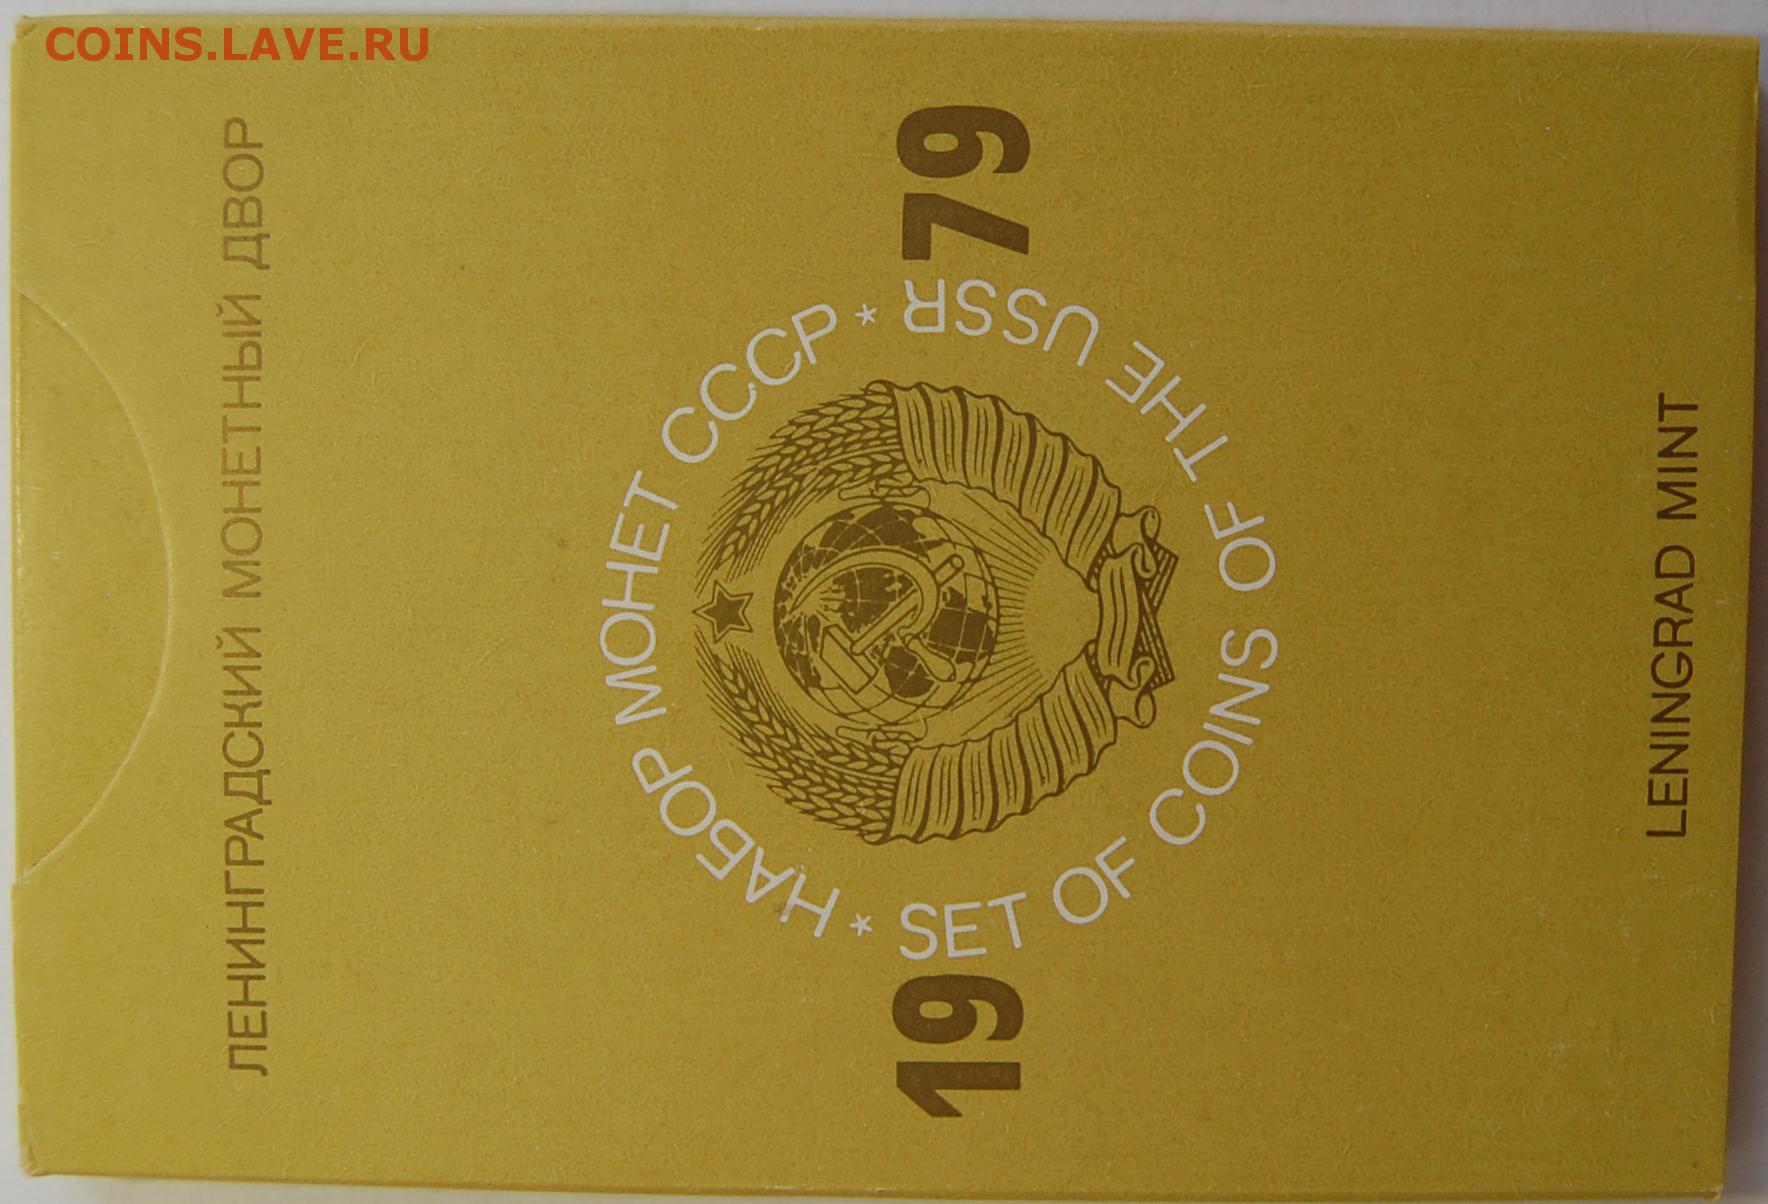 COINS.LAVE.RU
ЛЕНИНГРАДСКИЙ МОНЕТНЫЙ ДВОР
НАБОР МОНЕТ СССР *
19 79
* SET OF COINS OF THE USSR
LENINGRAD MINT